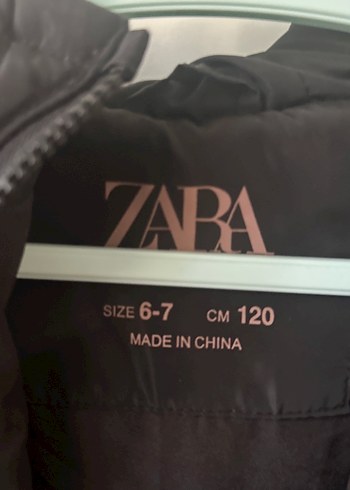 ZARA
SIZE 6-7 CM 120
MADE IN CHINA